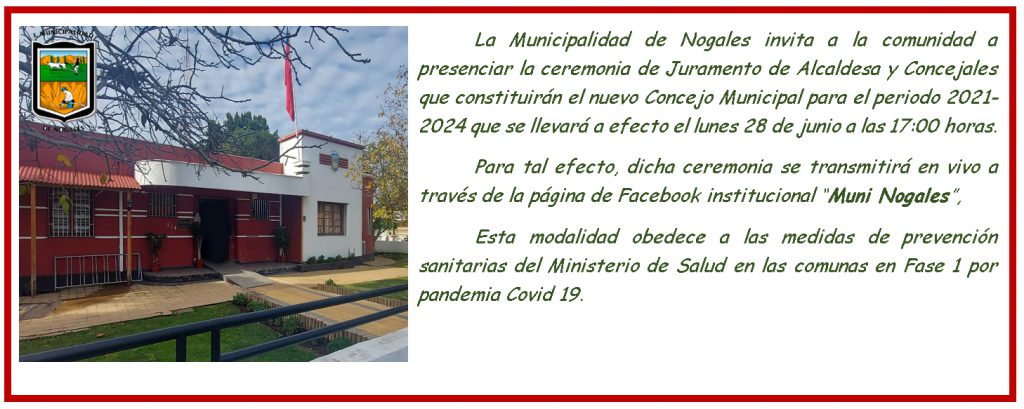 I. MUNICIPALIDAD
DE NOGALES
La Municipalidad de Nogales invita a la comunidad a
presenciar la ceremonia de Juramento de Alcaldesa y Concejales
que constituirán el nuevo Concejo Municipal para el periodo 2021-
2024 que se llevará a efecto el lunes 28 de junio a las 17:00 horas.
Para tal efecto, dicha ceremonia se transmitirá en vivo a
través de la página de Facebook institucional “Muni Nogales”,
Esta modalidad obedece a las medidas de prevención
sanitarias del Ministerio de Salud en las comunas en Fase 1 por
pandemia Covid 19.